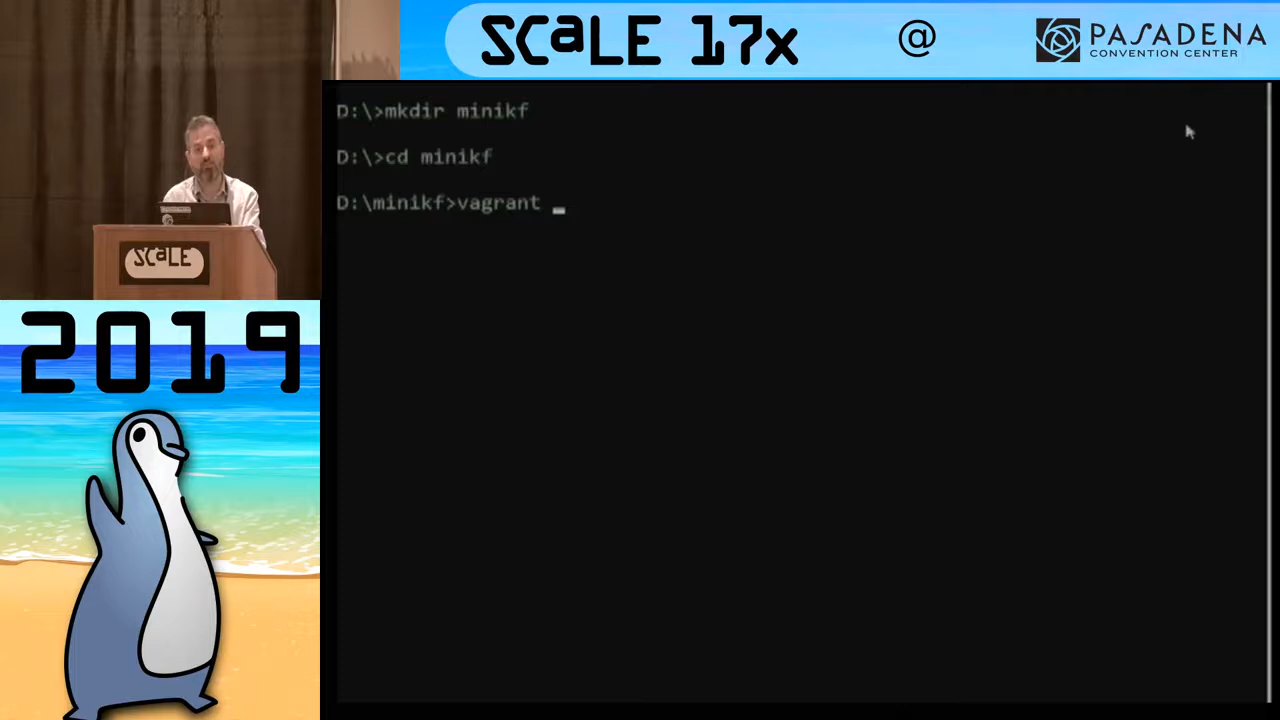 SCaLE 17x
@
PASADENA
CONVENTION CENTER
D:\>mkdir minikf
D:\>cd minikf
D:\minikf>vagrant _
SCaLE
2019